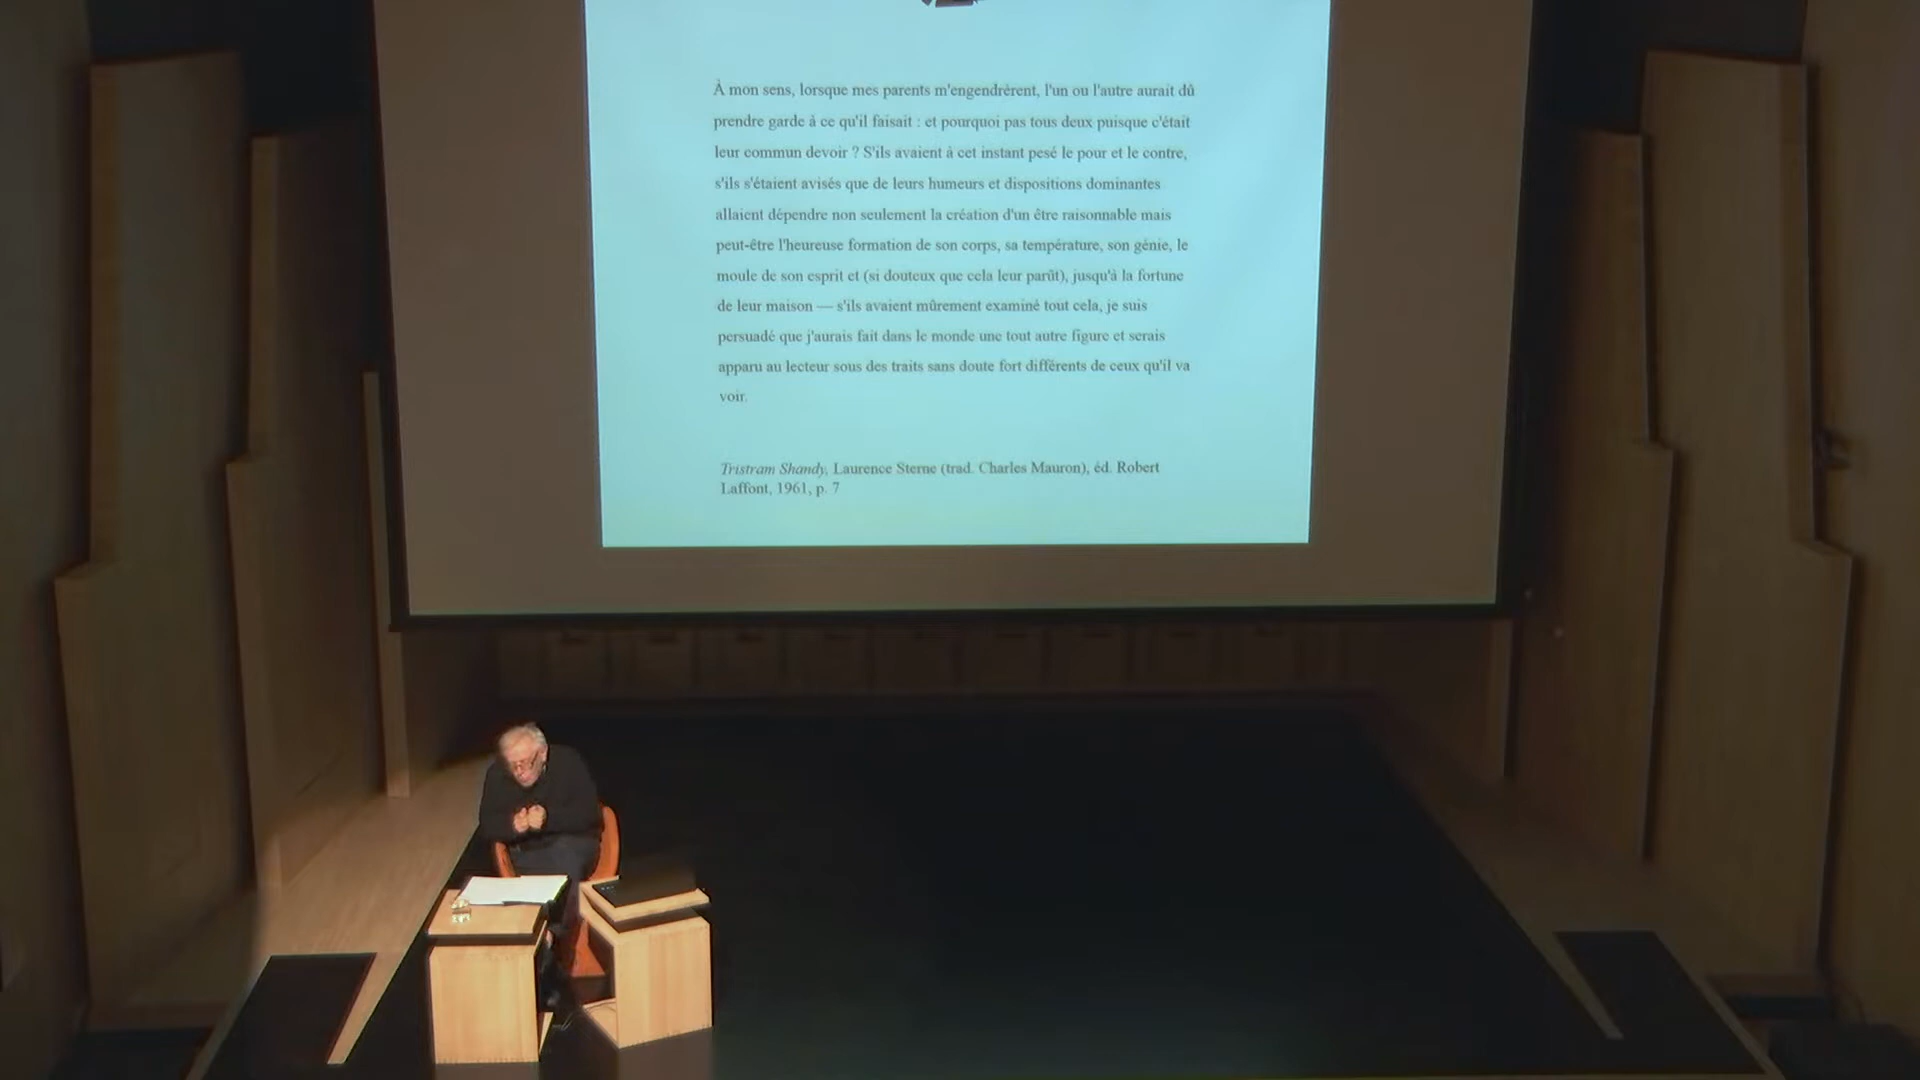 À mon sens, lorsque mes parents m'engendrèrent, l'un ou l'autre aurait dû
prendre garde à ce qu'il faisait : et pourquoi pas tous deux puisque c'était
leur commun devoir ? S'ils avaient à cet instant pesé le pour et le contre,
s'ils s'étaient avisés que de leurs humeurs et dispositions dominantes
allaient dépendre non seulement la création d'un être raisonnable mais
peut-être l'heureuse formation de son corps, sa température, son génie, le
moule de son esprit et (si douteux que cela leur parût), jusqu'à la fortune
de leur maison — s'ils avaient mûrement examiné tout cela, je suis
persuadé que j'aurais fait dans le monde une tout autre figure et serais
apparu au lecteur sous des traits sans doute fort différents de ceux qu'il va
voir.
Tristram Shandy, Laurence Sterne (trad. Charles Mauron), éd. Robert
Laffont, 1961, p. 7